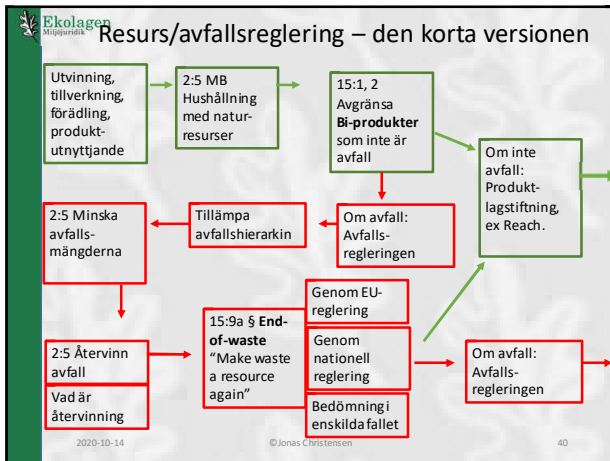 Ekolagen
Miljöjuridik
Resurs/avfallsreglering – den korta versionen
Utvinning,
tillverkning,
förädling,
produkt-
utnyttjande
2:5 MB
Hushållning
med natur-
resurser
15:1, 2
Avgränsa
Bi-produkter
som inte är
avfall
Om inte
avfall:
Produkt-
lagstiftning,
ex Reach.
2:5 Minska
avfalls-
mängderna
Tillämpa
avfallshierarkin
Om avfall:
Avfalls-
regleringen
2:5 Återvinn
avfall
Vad är
återvinning
15:9a § End-
of-waste
“Make waste
a resource
again”
Genom EU-
reglering
Genom
nationell
reglering
Bedömning i
enskilda fallet
Om avfall:
Avfalls-
regleringen
2020-10-14
©Jonas Christensen
40